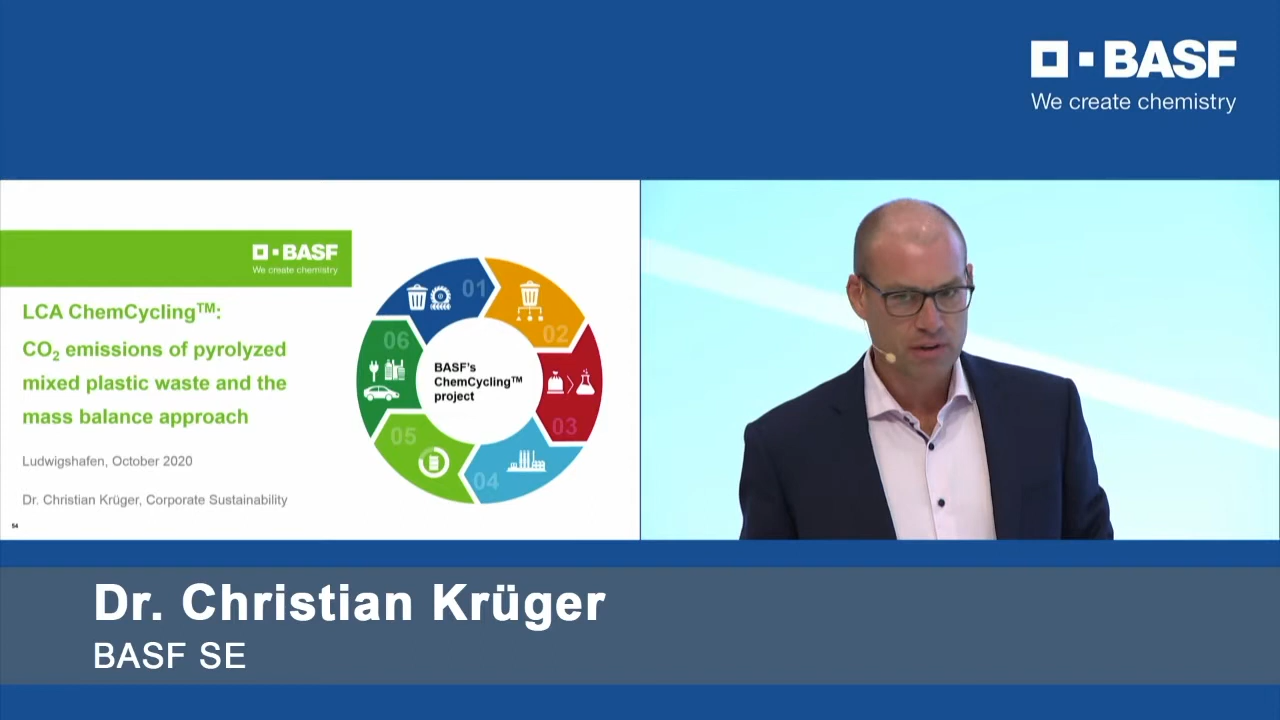 BASF
We create chemistry
BASF
We create chemistry
LCA ChemCycling™:
CO₂ emissions of pyrolyzed
mixed plastic waste and the
mass balance approach
Ludwigshafen, October 2020
Dr. Christian Krüger, Corporate Sustainability
54
01
02
03
04
05
06
BASF's
ChemCycling™
project
Dr. Christian Krüger
BASF SE